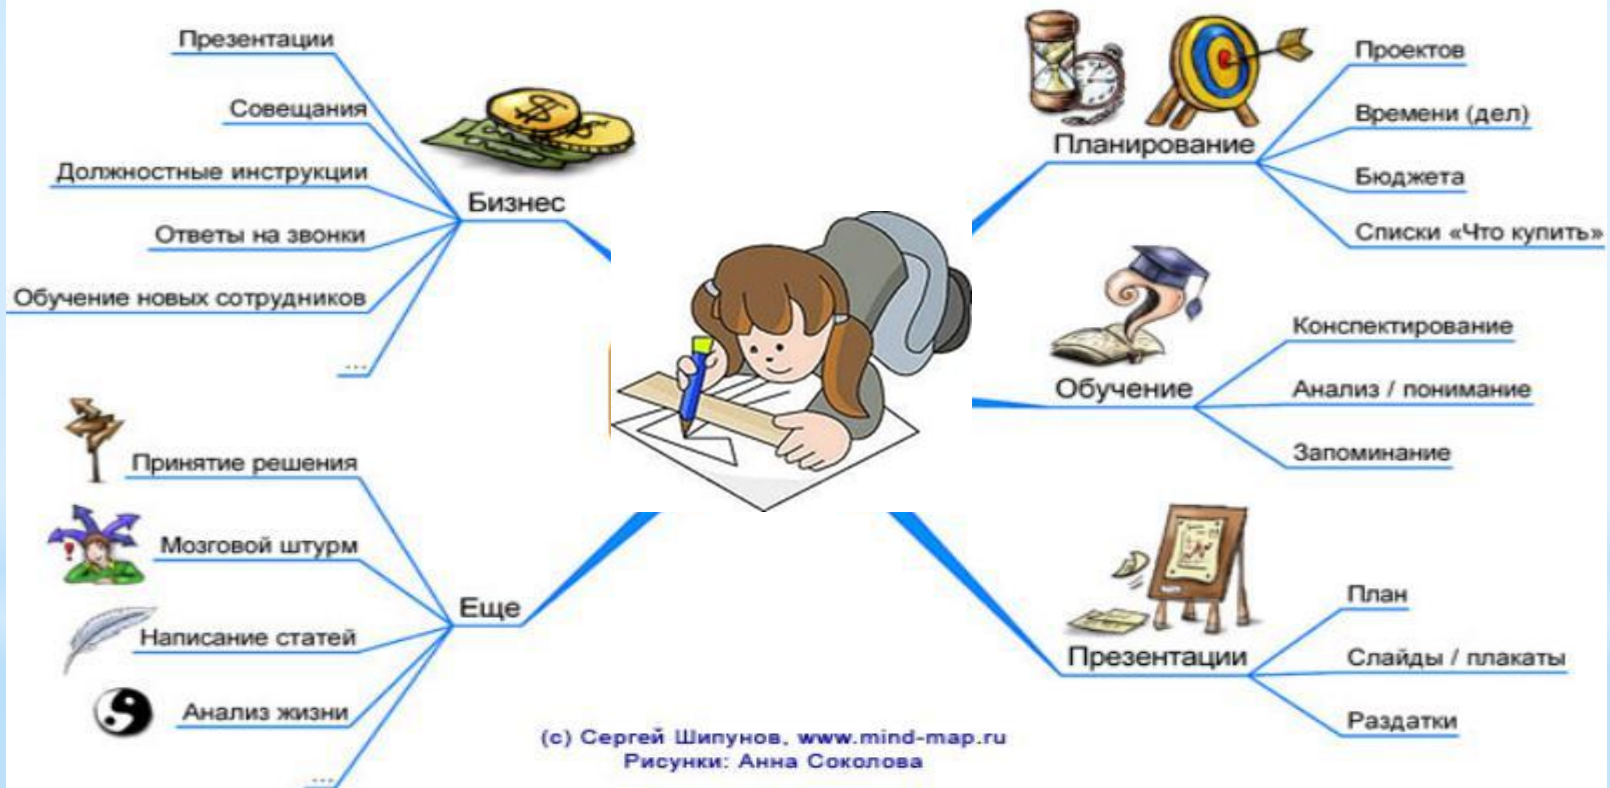 Презентации
Совещания
Должностные инструкции
Ответы на звонки
Обучение новых сотрудников
...
Бизнес
Планирование
Проектов
Времени (дел)
Бюджета
Списки «Что купить»
Обучение
Конспектирование
Анализ / понимание
Запоминание
Принятие решения
Мозговой штурм
Написание статей
Анализ жизни
...
Еще
Презентации
План
Слайды / плакаты
Раздатки
(с) Сергей Шипунов, www.mind-map.ru
Рисунки: Анна Соколова